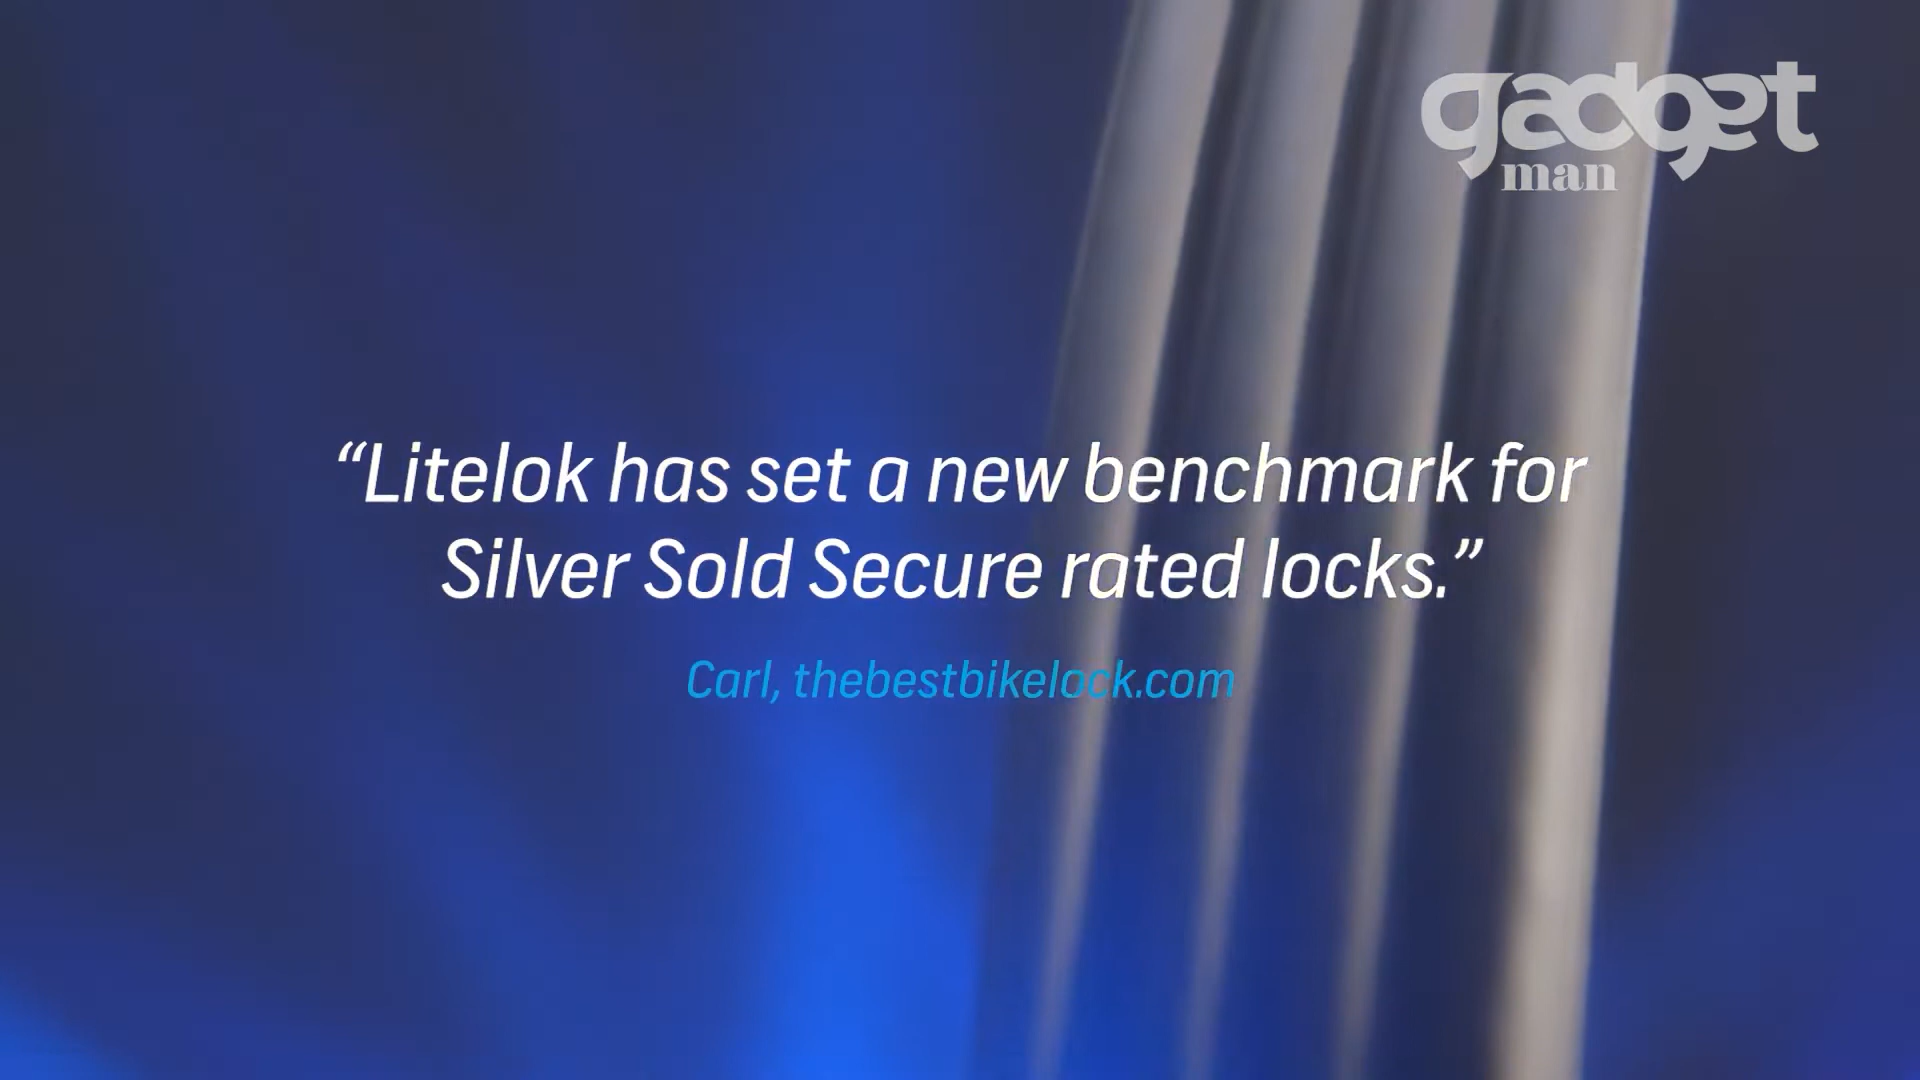 gadget
man
“Litelok has set a new benchmark for
Silver Sold Secure rated locks.”
Carl, thebestbikelock.com